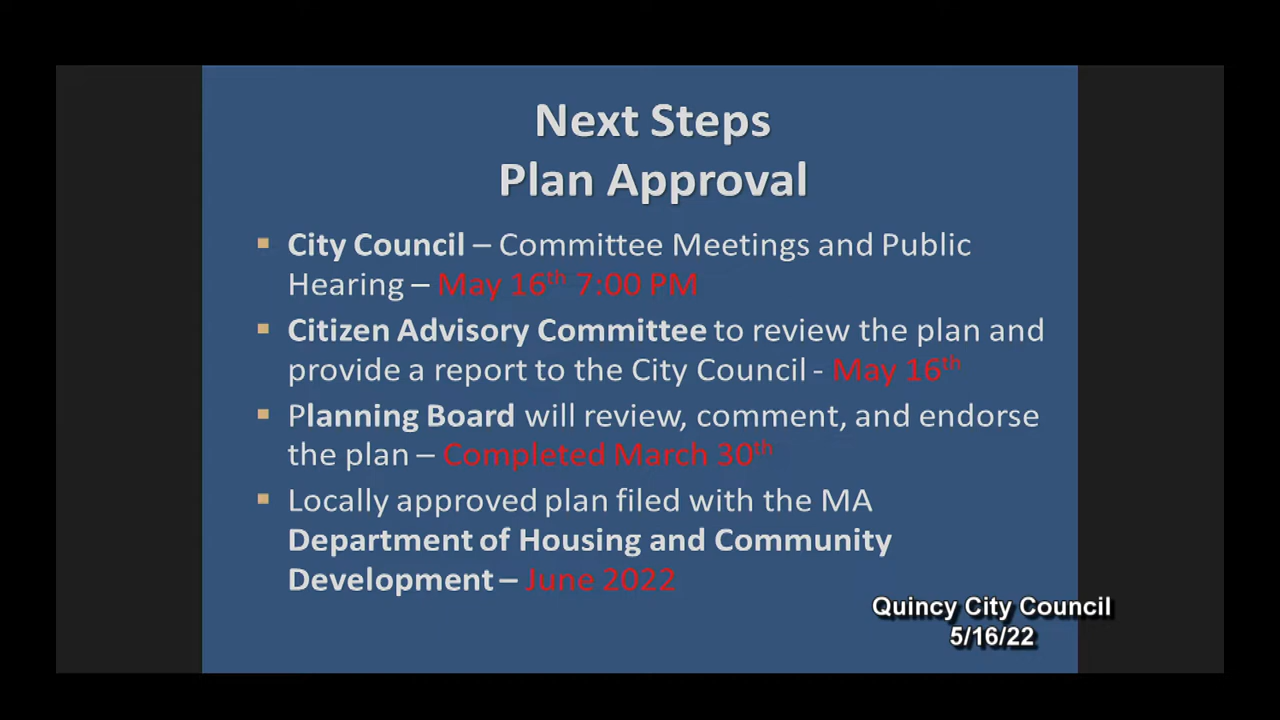 Next Steps
Plan Approval
▪ City Council – Committee Meetings and Public
Hearing – May 16th 7:00 PM
▪ Citizen Advisory Committee to review the plan and
provide a report to the City Council - May 16th
▪ Planning Board will review, comment, and endorse
the plan – Completed March 30th
▪ Locally approved plan filed with the MA
Department of Housing and Community
Development – June 2022
Quincy City Council
5/16/22